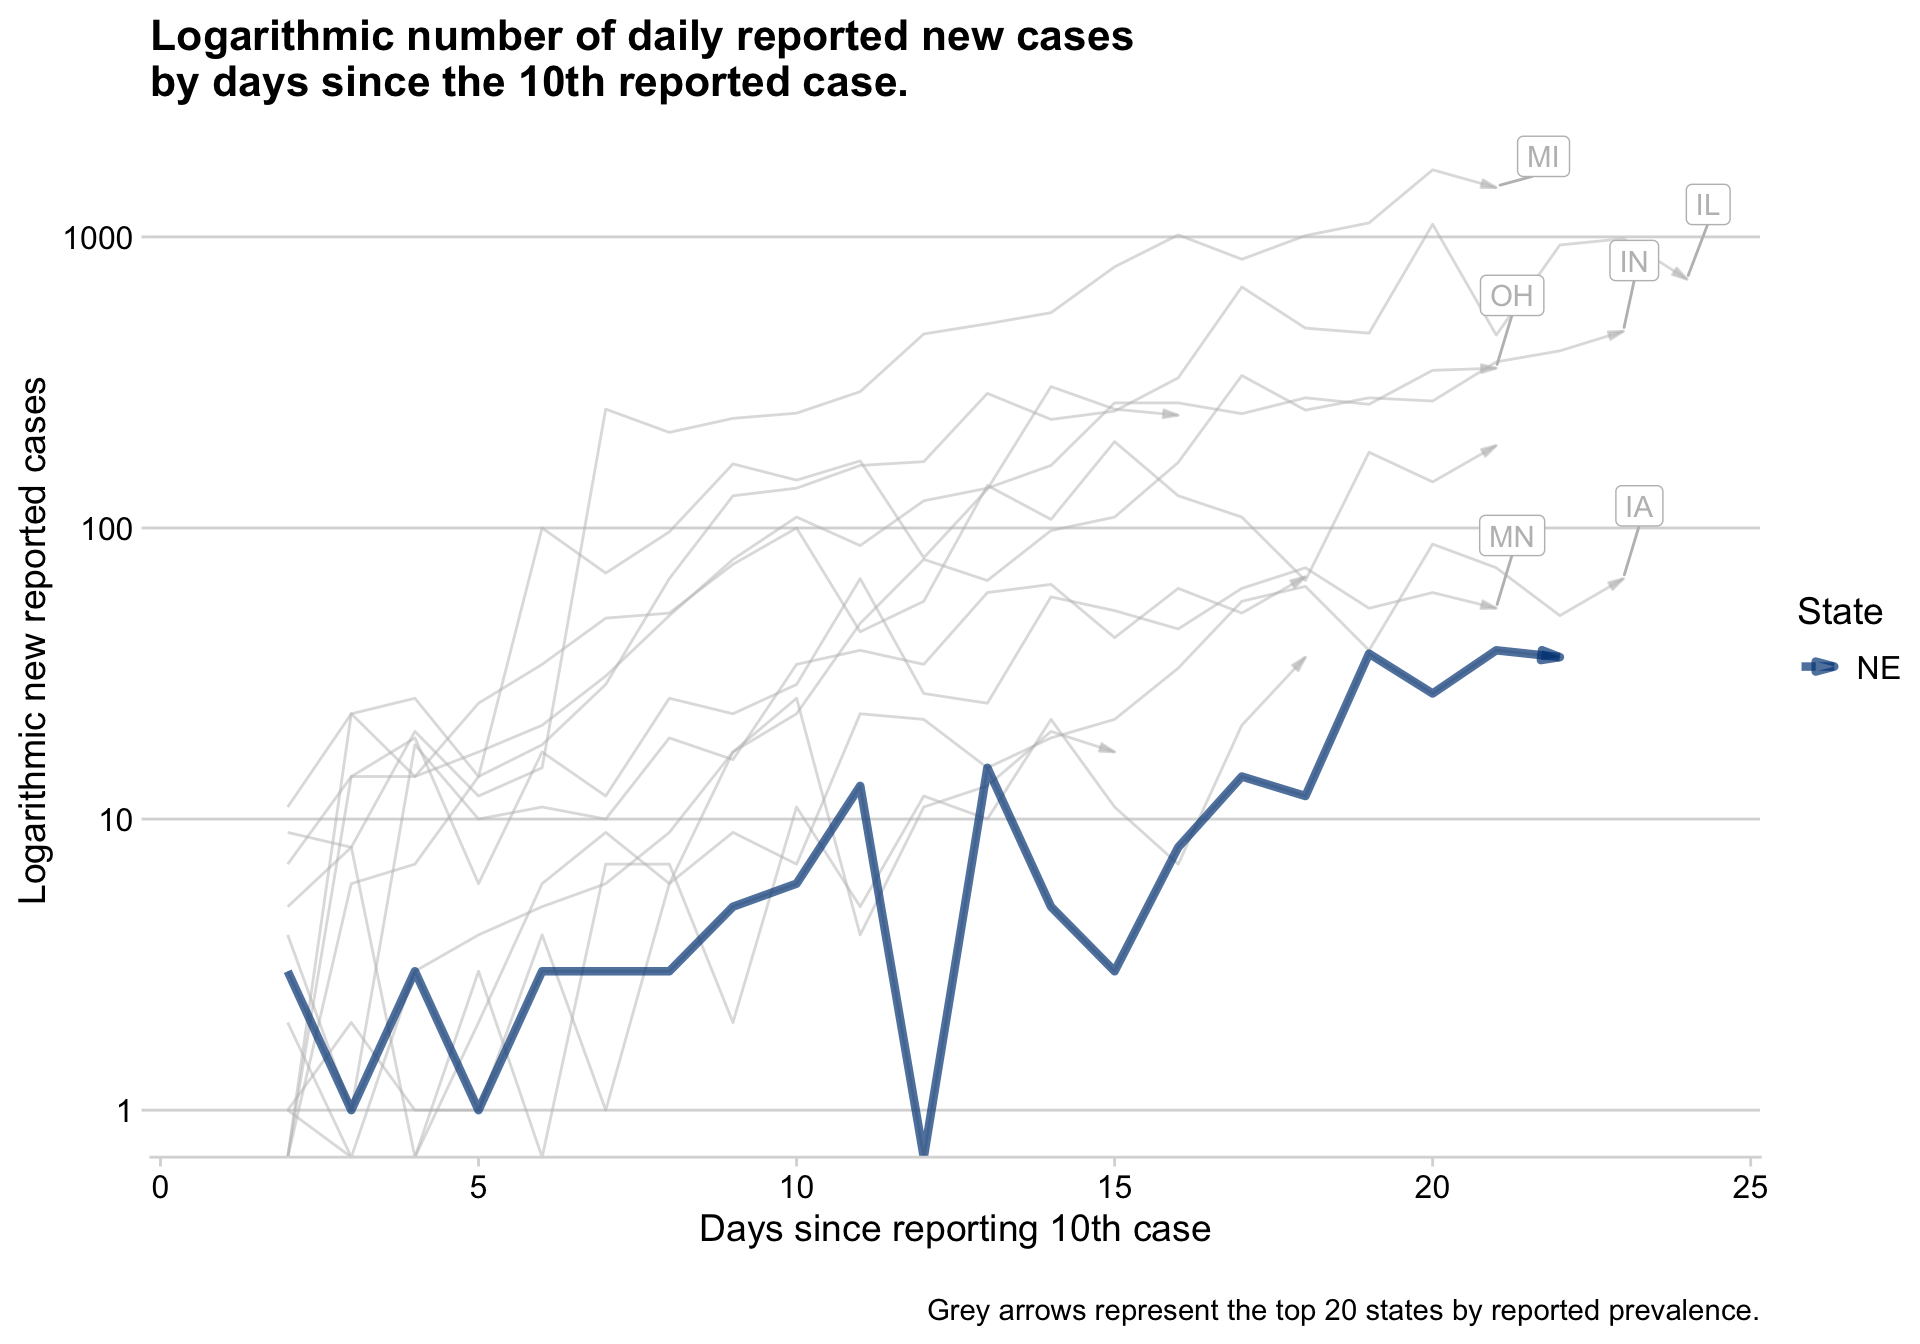 Logarithmic number of daily reported new cases
by days since the 10th reported case.
MI
IL
1000
IN
OH
IA
100
MN
State
NE
10
1
0 5 10 15 20 25
Logarithmic new reported cases
Days since reporting 10th case
Grey arrows represent the top 20 states by reported prevalence.